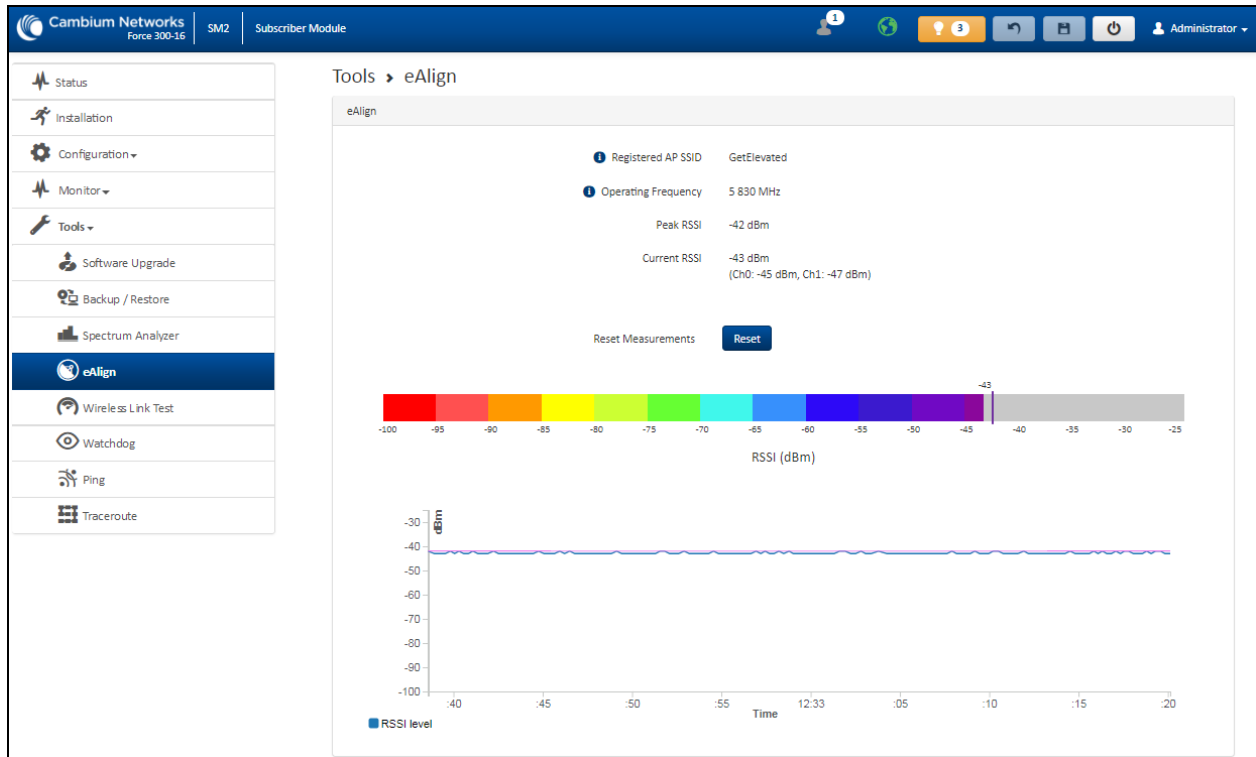 Cambium Networks
Force 300-16
SM2
Subscriber Module
1
3
Administrator
Status
Installation
Configuration
Monitor
Tools
Software Upgrade
Backup / Restore
Spectrum Analyzer
eAlign
Wireless Link Test
Watchdog
Ping
Traceroute
Tools > eAlign
eAlign
Registered AP SSID GetElevated
Operating Frequency 5 830 MHz
Peak RSSI -42 dBm
Current RSSI -43 dBm
(Ch0: -45 dBm, Ch1: -47 dBm)
Reset Measurements Reset
-43
-100 -95 -90 -85 -80 -75 -70 -65 -60 -55 -50 -45 -40 -35 -30 -25
RSSI (dBm)
dBm
-30
-40
-50
-60
-70
-80
-90
-100
:40 :45 :50 :55 12:33 :05 :10 :15 :20
Time
RSSI level